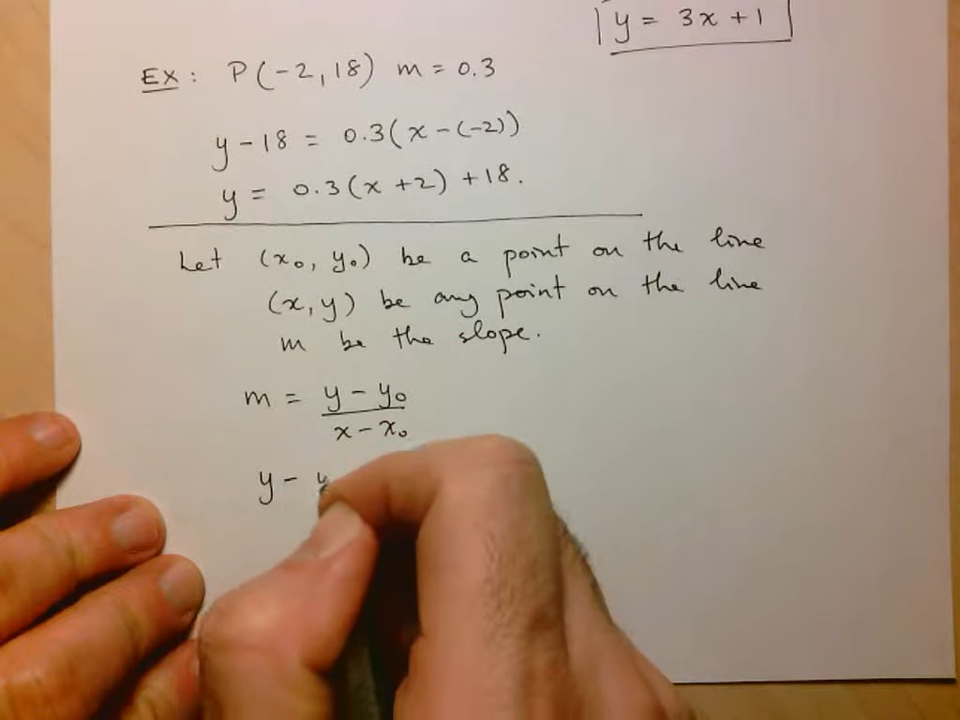 y = 3x + 1
EX: P(-2, 18) m = 0.3
y - 18 = 0.3(x - (-2))
y = 0.3(x + 2) + 18.
Let (x₀, y₀) be a point on the line
(x, y) be any point on the line
m be the slope.
m = y - y₀
x - x₀
y -